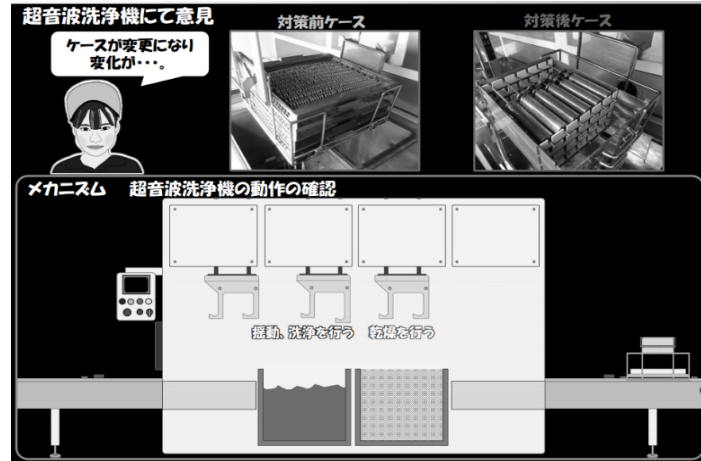 超音波洗浄機にて意見
ケースが変更になり
変化が・・・。
対策前ケース
対策後ケース
メカニズム 超音波洗浄機の動作の確認
揺動、洗浄を行う 乾燥を行う